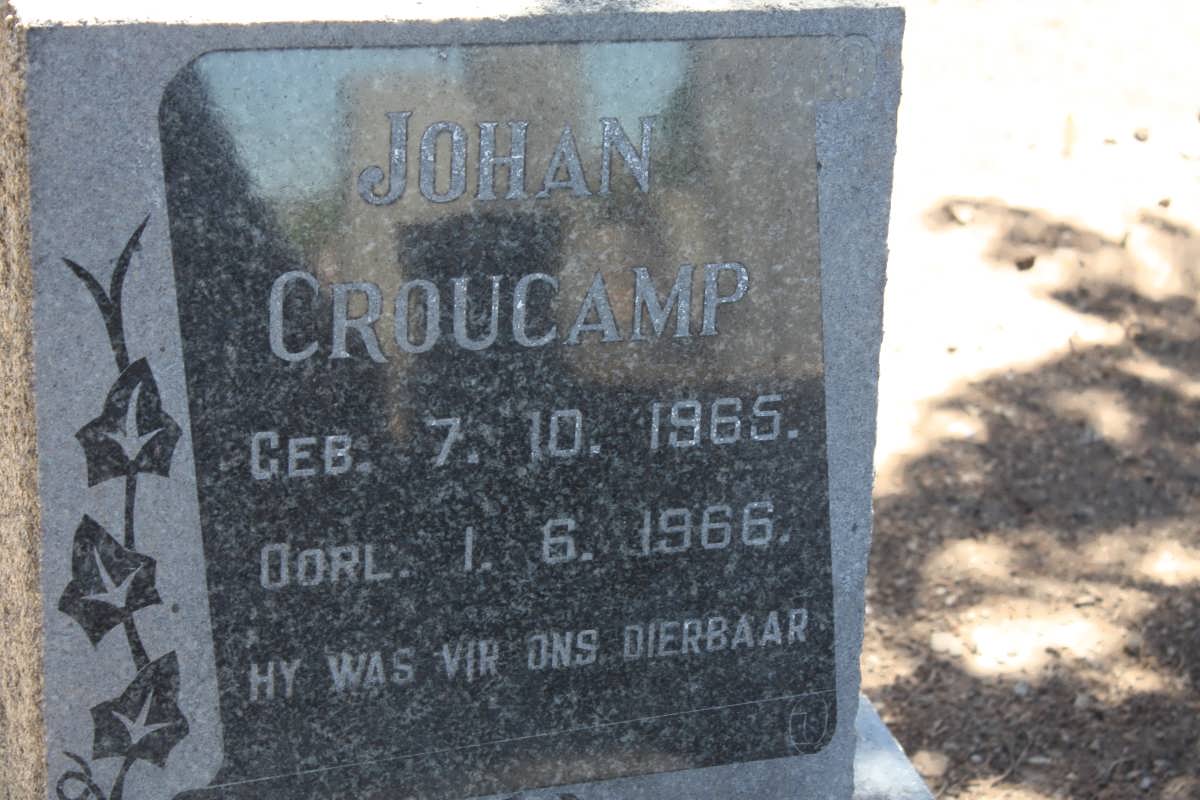 JOHAN
CROUCAMP
GEB. 7. 10. 1965.
OORL. 1. 6. 1966.
HY WAS VIR ONS DIERBAAR